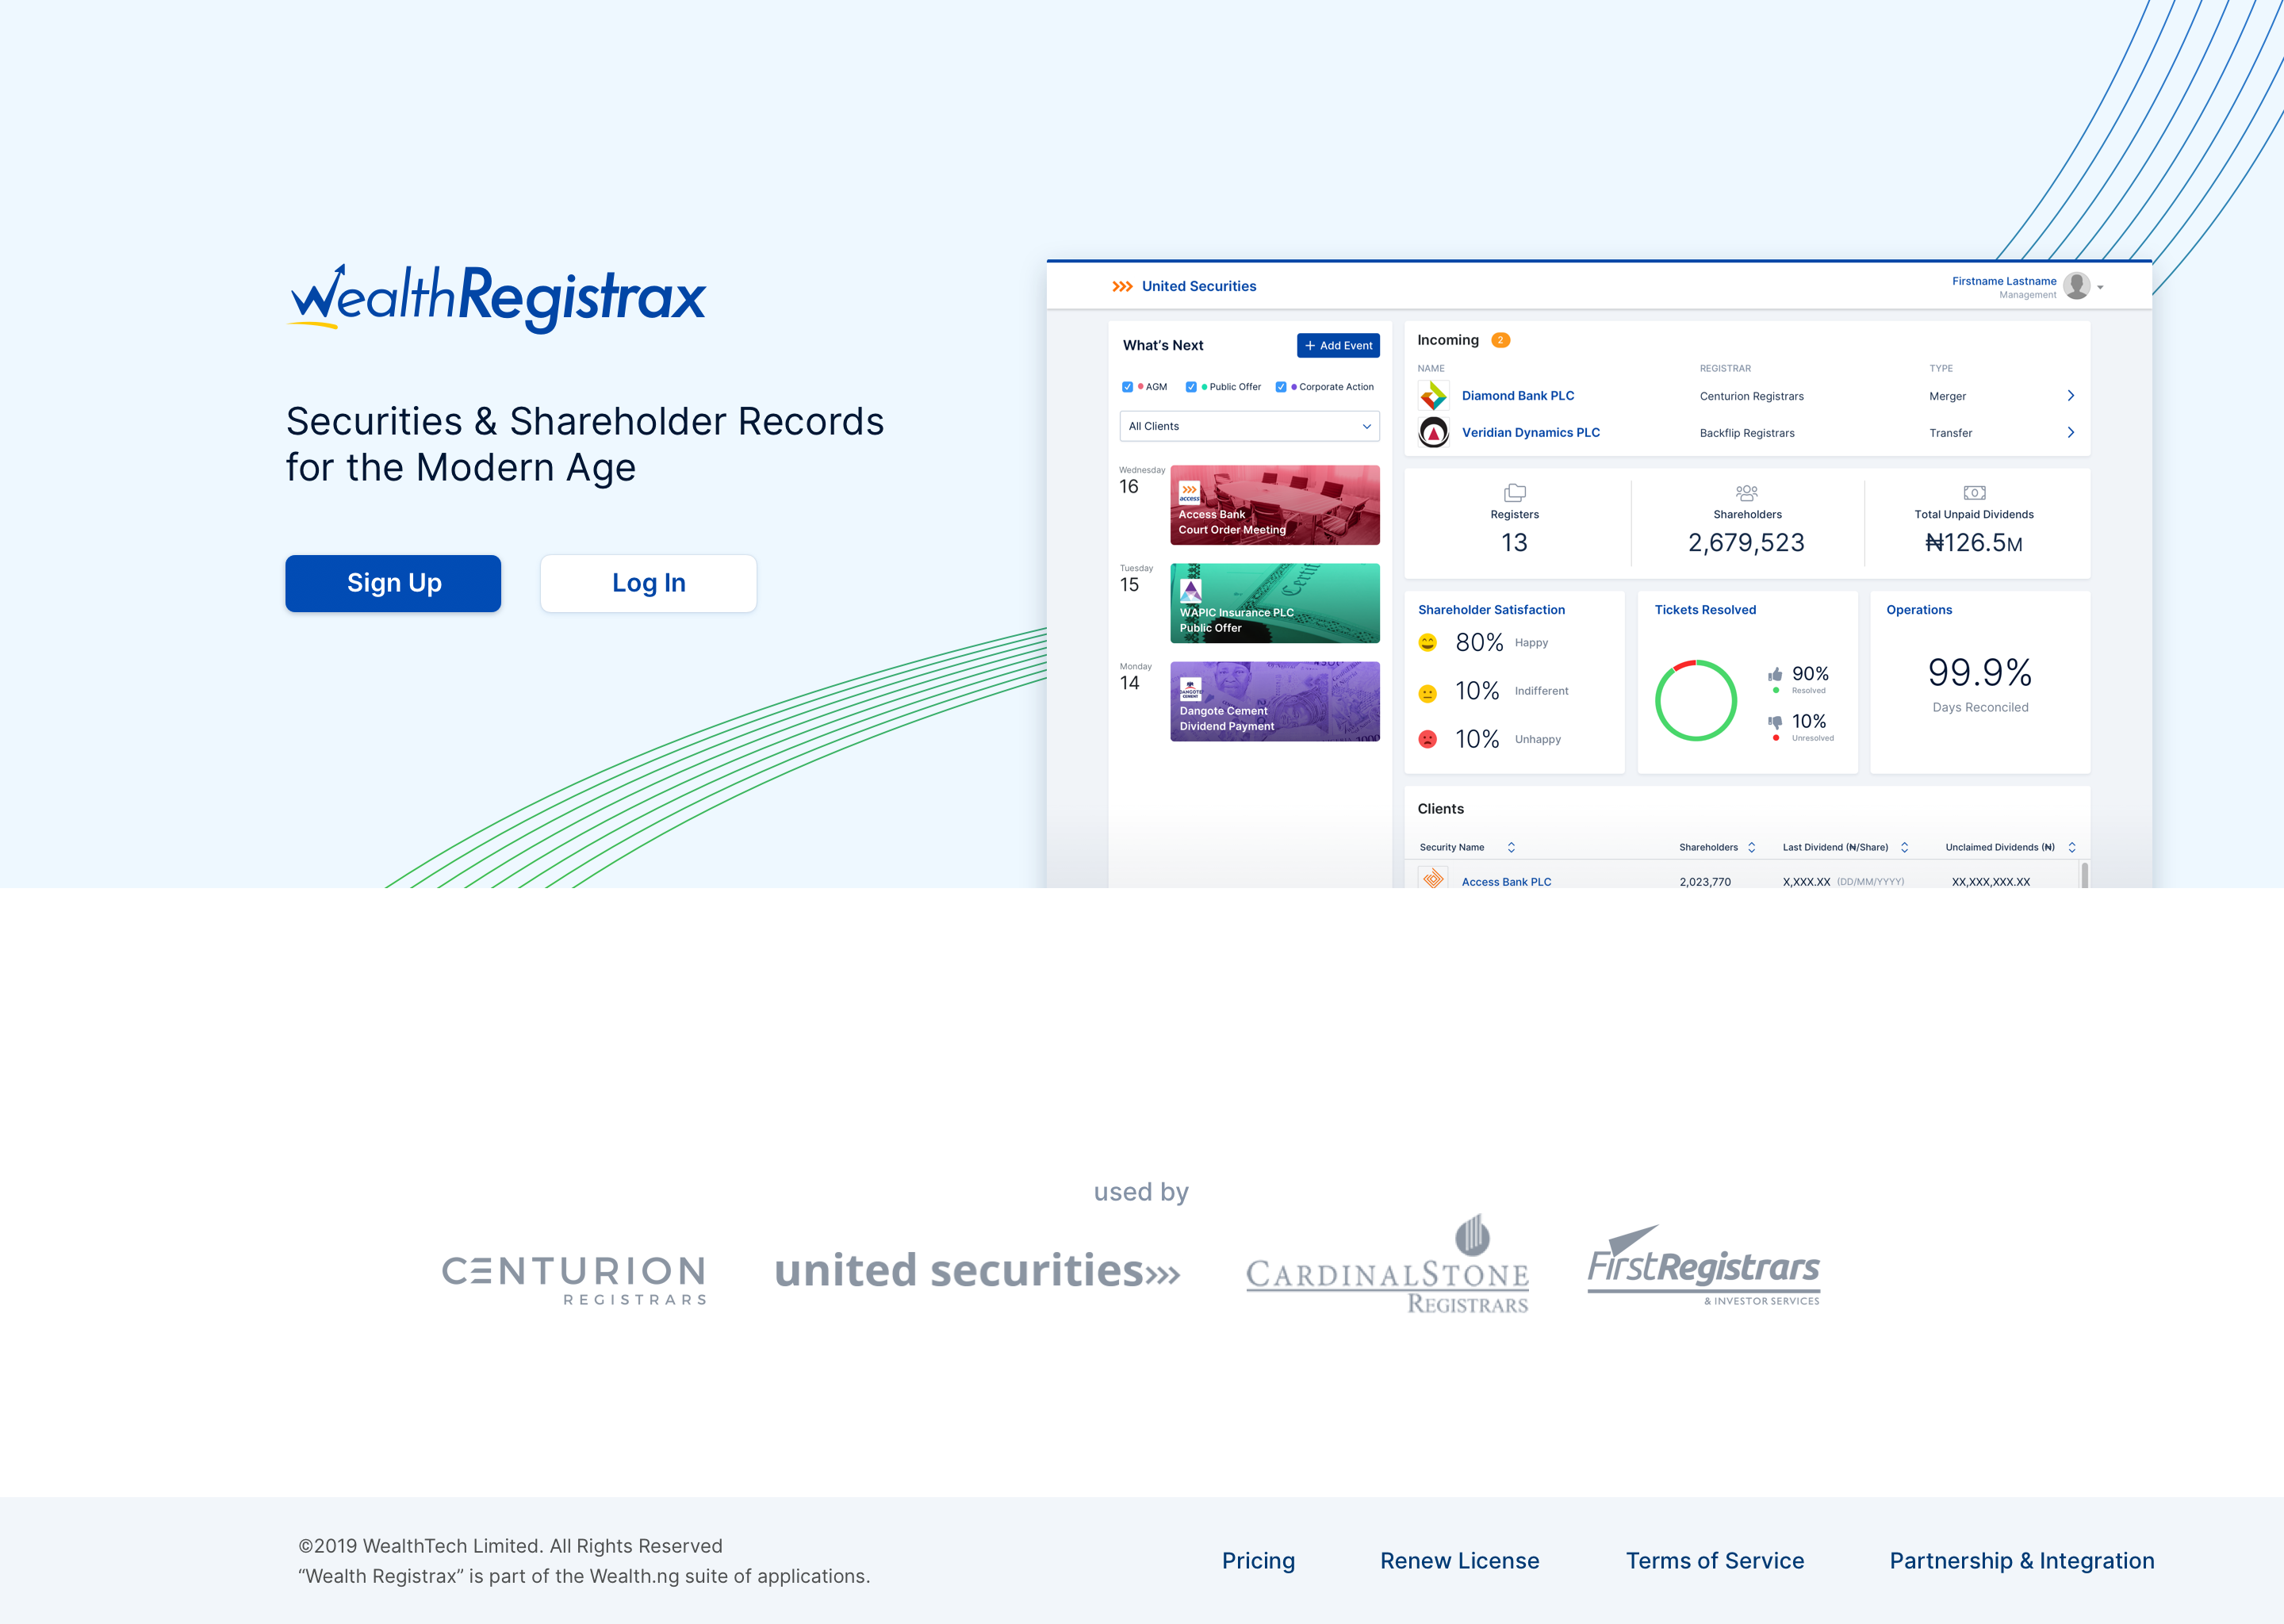 WealthRegistrax
Securities & Shareholder Records
for the Modern Age
Sign Up
Log In
United Securities
Firstname Lastname
Management
What's Next
+ Add Event
AGM
Public Offer
Corporate Action
All Clients
Wednesday
16
access
Access Bank
Court Order Meeting
Tuesday
15
WAPIC Insurance PLC
Public Offer
Monday
14
DANGOTE
CEMENT
Dangote Cement
Dividend Payment
Incoming 2
NAME REGISTRAR TYPE
Diamond Bank PLC Centurion Registrars Merger
Veridian Dynamics PLC Backflip Registrars Transfer
Registers
13
Shareholders
2,679,523
Total Unpaid Dividends
₦126.5M
Shareholder Satisfaction
80% Happy
10% Indifferent
10% Unhappy
Tickets Resolved
90%
Resolved
10%
Unresolved
Operations
99.9%
Days Reconciled
Clients
Security Name Shareholders Last Dividend (₦/Share) Unclaimed Dividends (₦)
Access Bank PLC 2,023,770 X,XXX.XX (DD/MM/YYYY) XX,XXX,XXX.XX
used by
CENTURION
REGISTRARS
united securities
CARDINALSTONE
REGISTRARS
FirstRegistrars
& INVESTOR SERVICES
©2019 WealthTech Limited. All Rights Reserved
“Wealth Registrax” is part of the Wealth.ng suite of applications.
Pricing
Renew License
Terms of Service
Partnership & Integration